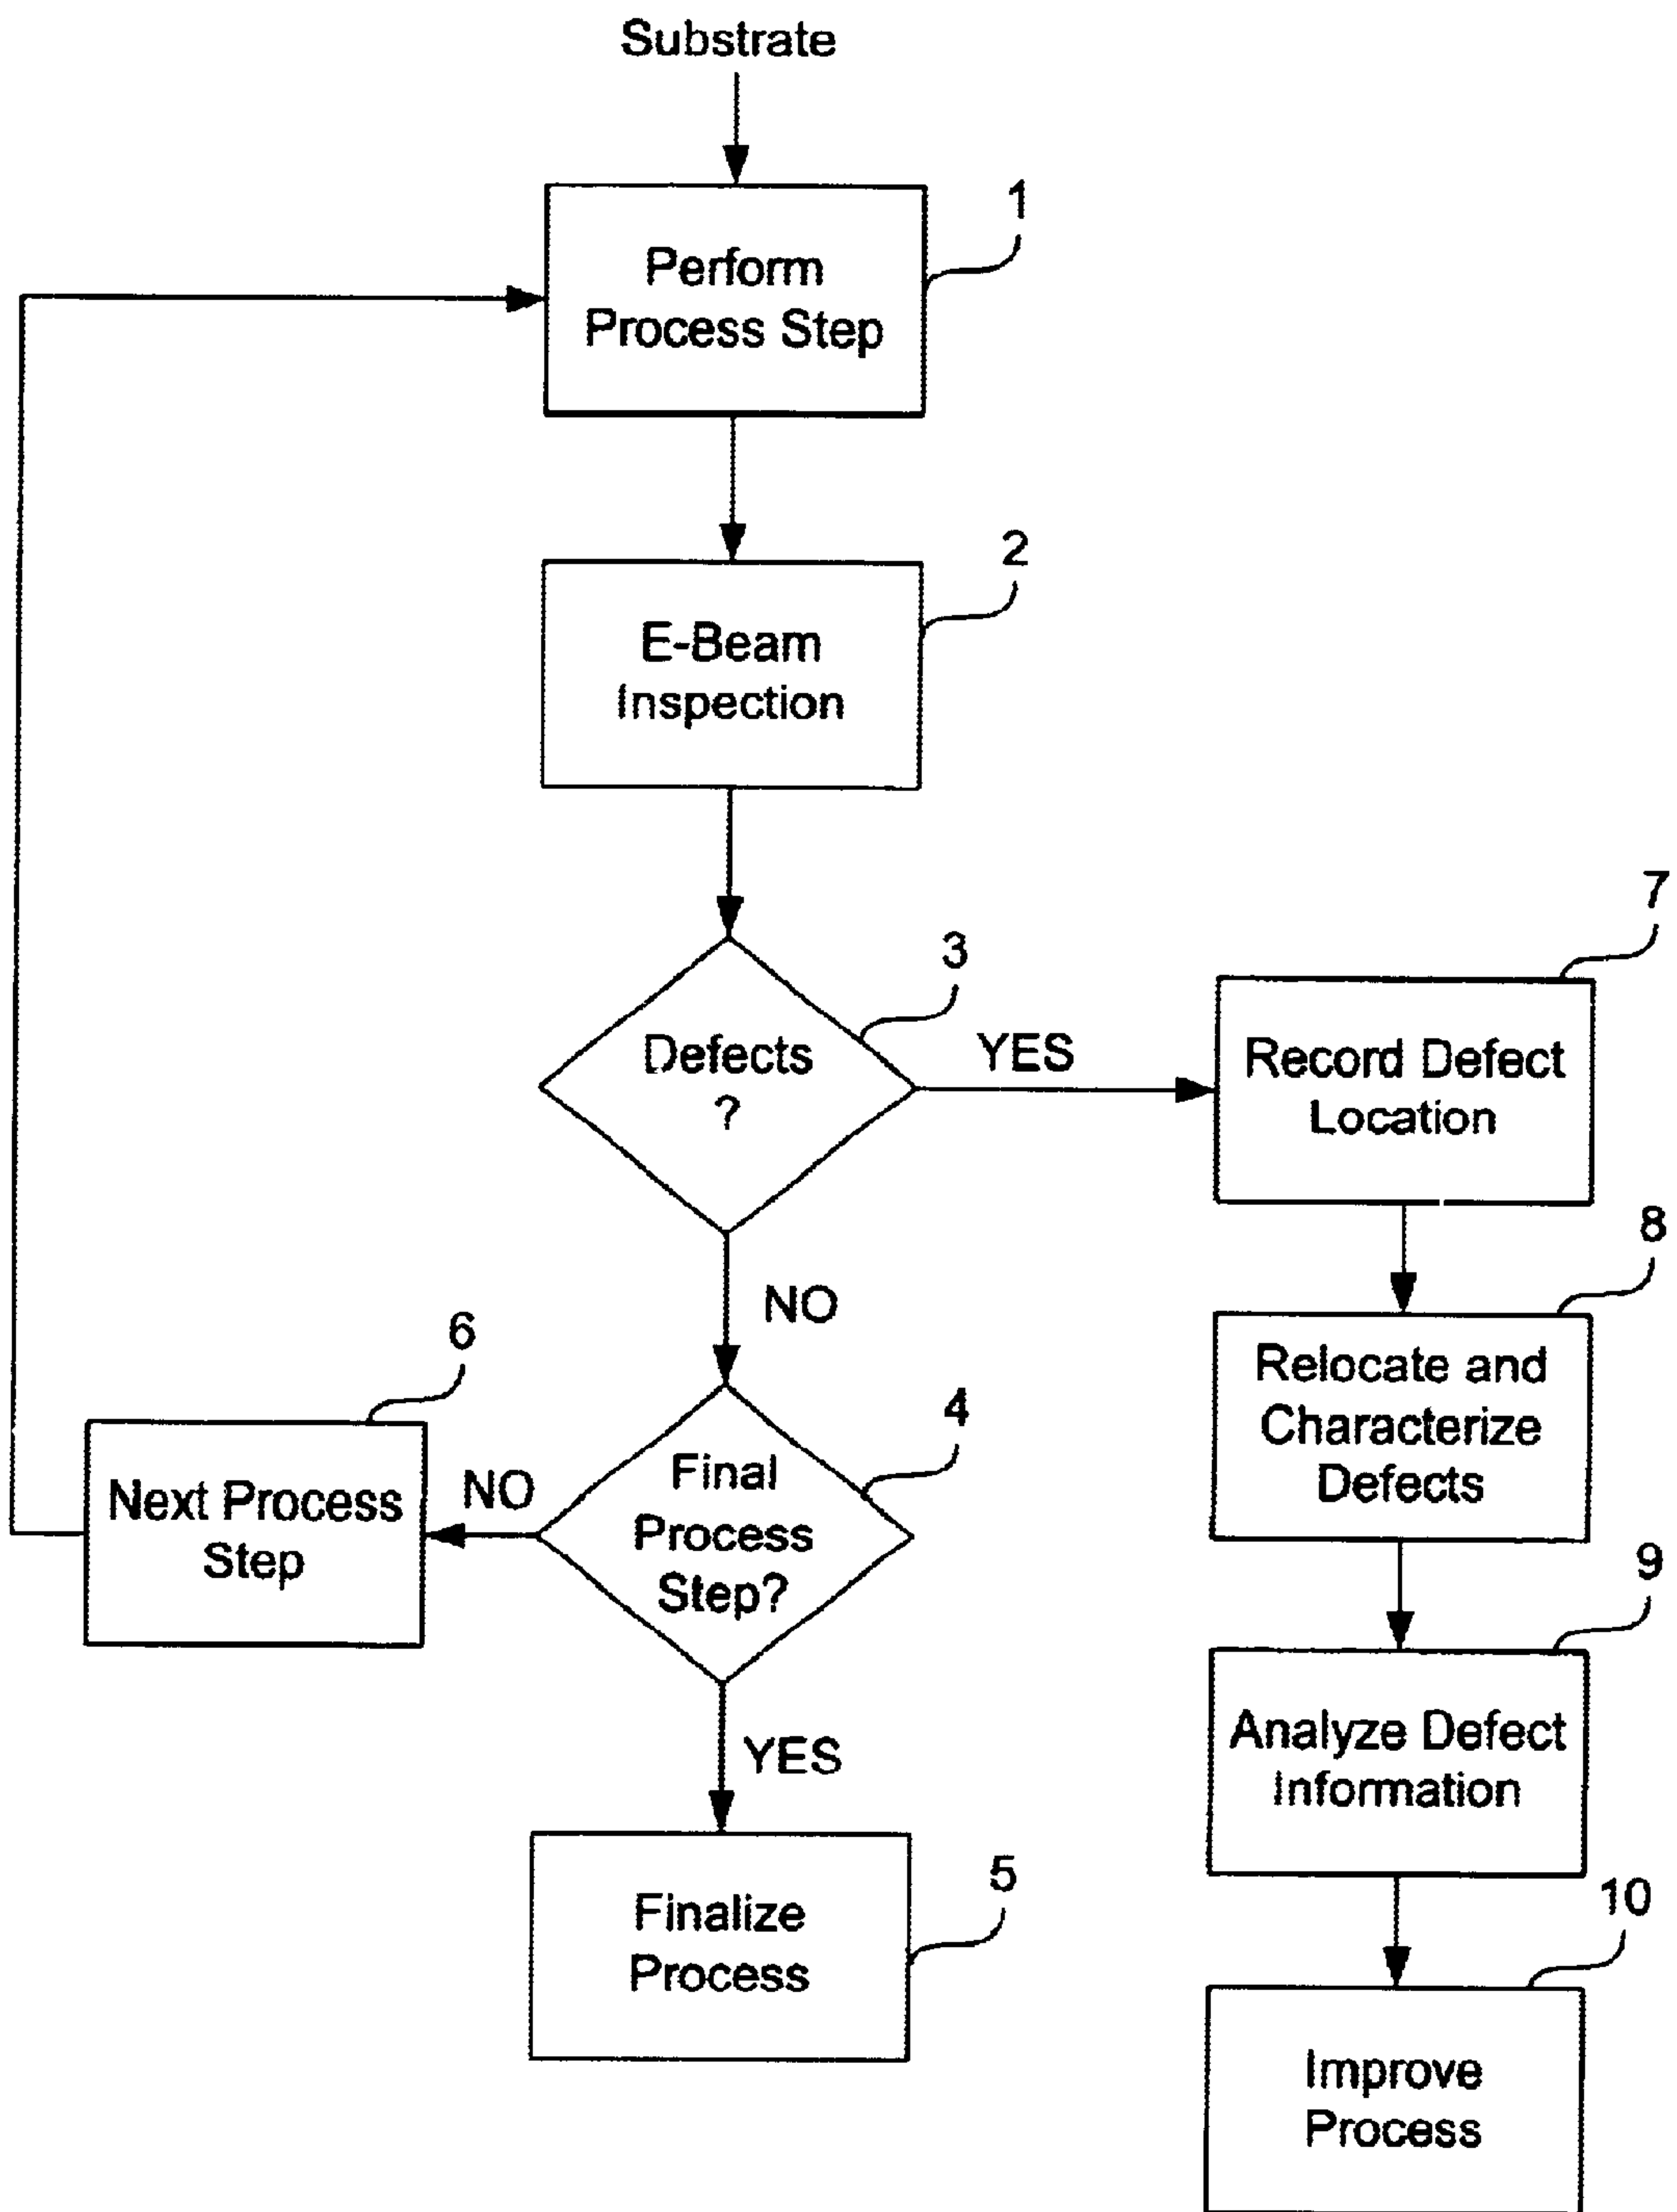 Substrate
1
Perform
Process Step
2
E-Beam
Inspection
3
Defects
?
YES
7
Record Defect
Location
NO
8
Relocate and
Characterize
Defects
6
Next Process
Step
NO
4
Final
Process
Step?
9
Analyze Defect
Information
YES
5
Finalize
Process
10
Improve
Process